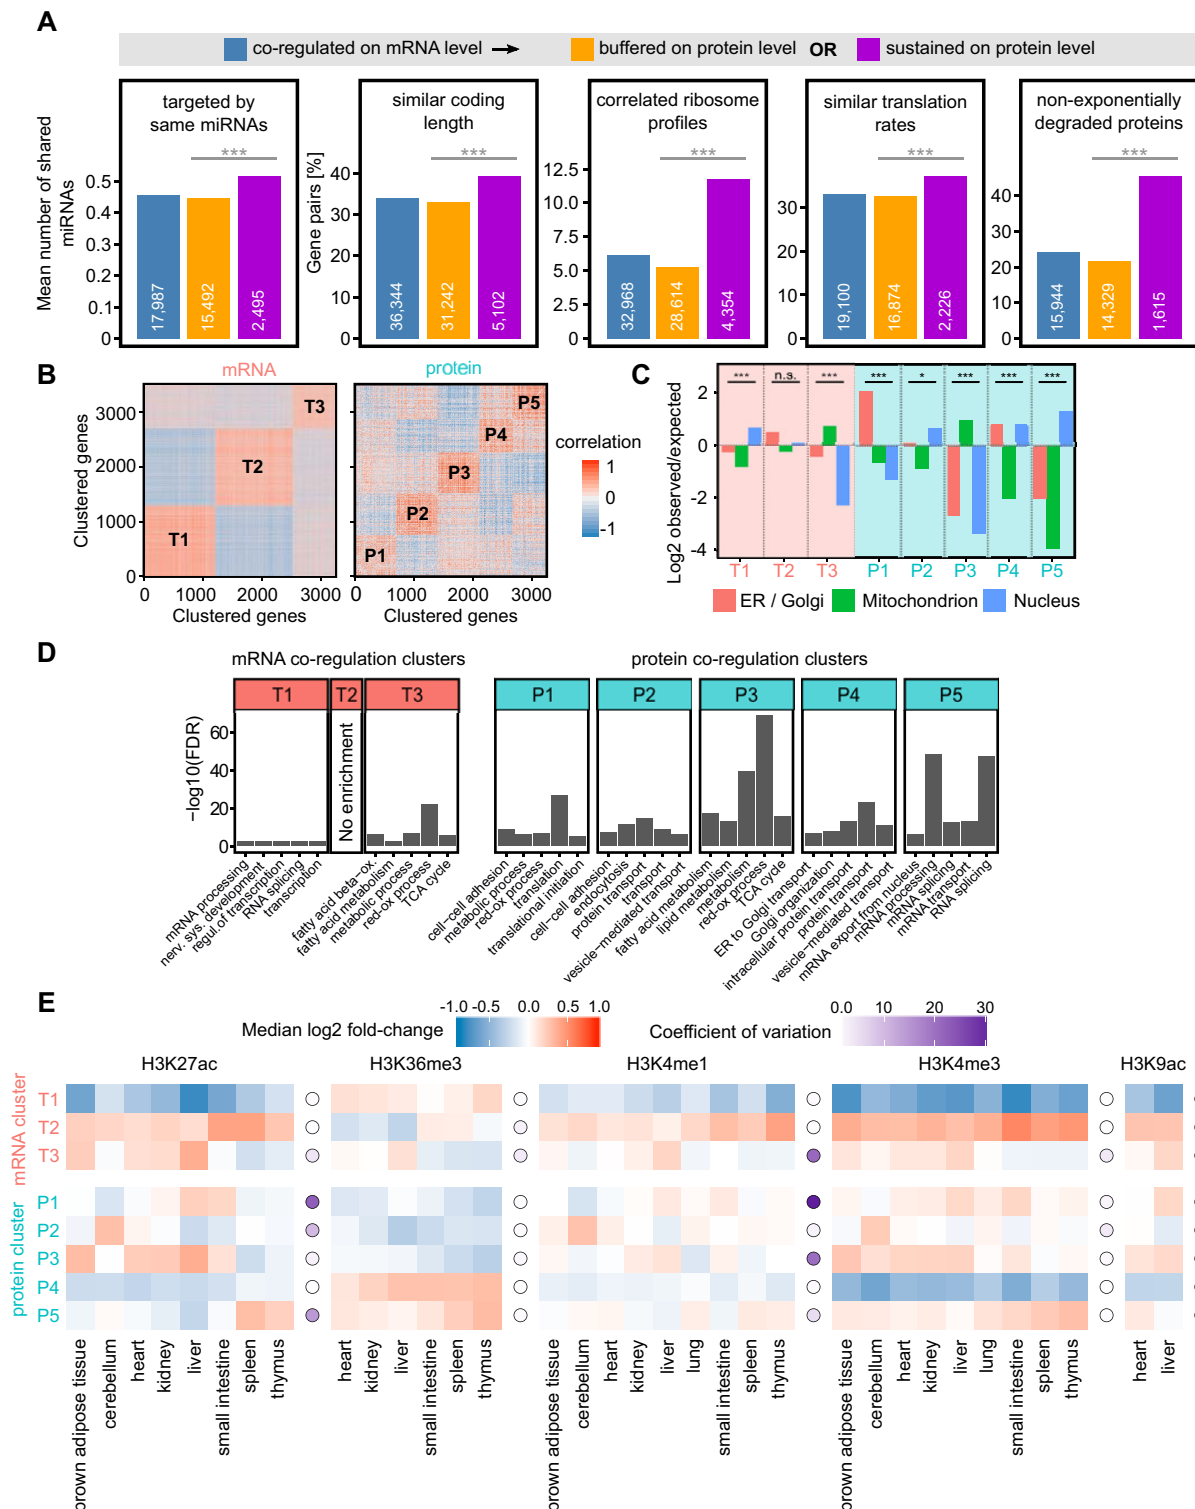 A
co-regulated on mRNA level → buffered on protein level OR sustained on protein level
targeted by
same miRNAs
similar coding
length
correlated ribosome
profiles
similar translation
rates
non-exponentially
degraded proteins
***
***
***
***
***
Mean number of shared
miRNAs
0.5
0.4
0.3
0.2
0.1
0
17,987
15,492
2,495
Gene pairs [%]
40
30
20
10
0
36,344
31,242
5,102
12.5
10.0
7.5
5.0
2.5
0
32,968
28,614
4,354
30
20
10
0
19,100
16,874
2,226
40
30
20
10
0
15,944
14,329
1,615
B
mRNA
protein
Clustered genes
3000
2000
1000
0
T1
T2
T3
0
1000
2000
3000
Clustered genes
P1
P2
P3
P4
P5
0
1000
2000
3000
Clustered genes
correlation
1
0
-1
C
Log2 observed/expected
2
0
-2
-4
***
n.s.
***
***
*
***
***
***
T1
T2
T3
P1
P2
P3
P4
P5
ER / Golgi
Mitochondrion
Nucleus
D
mRNA co-regulation clusters
protein co-regulation clusters
T1
T2
T3
P1
P2
P3
P4
P5
−log10(FDR)
60
40
20
0
No enrichment
mRNA processing
nerv. sys. development
regul.of transcription
RNA splicing
transcription
fatty acid beta−ox.
fatty acid metabolism
metabolic process
red−ox process
TCA cycle
cell−cell adhesion
metabolic process
red−ox process
translation
translational initiation
cell−cell adhesion
endocytosis
protein transport
transport
vesicle−mediated transport
fatty acid metabolism
lipid metabolism
metabolism
red−ox process
TCA cycle
ER to Golgi transport
Golgi organization
intracellular protein transport
protein transport
vesicle−mediated transport
mRNA export from nucleus
mRNA processing
mRNA splicing
mRNA transport
RNA splicing
E
Median log2 fold-change
-1.0
-0.5
0.0
0.5
1.0
Coefficient of variation
0.0
10
20
30
H3K27ac
H3K36me3
H3K4me1
H3K4me3
H3K9ac
mRNA cluster
T1
T2
T3
protein cluster
P1
P2
P3
P4
P5
brown adipose tissue
cerebellum
heart
kidney
liver
small intestine
spleen
thymus
heart
kidney
liver
small intestine
spleen
thymus
brown adipose tissue
cerebellum
heart
kidney
liver
lung
small intestine
spleen
thymus
brown adipose tissue
cerebellum
heart
kidney
liver
lung
small intestine
spleen
thymus
heart
liver